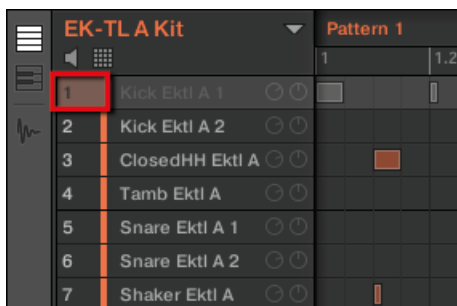 EK-TL A Kit
Pattern 1
1 1.2
1 Kick Ektl A 1
2 Kick Ektl A 2
3 ClosedHH Ektl A
4 Tamb Ektl A
5 Snare Ektl A 1
6 Snare Ektl A 2
7 Shaker Ektl A